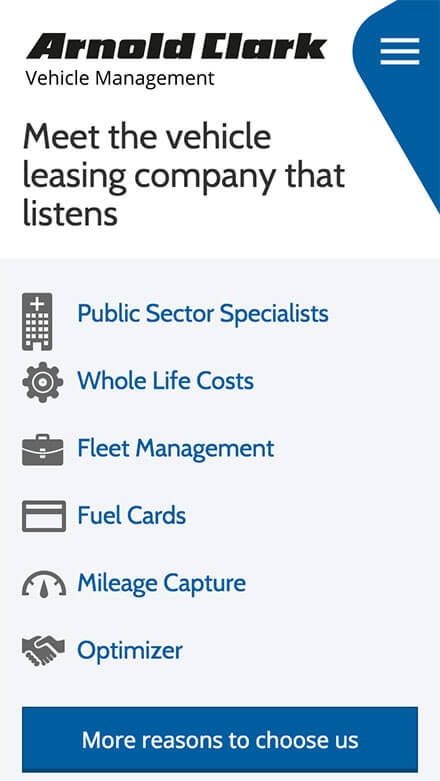 Arnold Clark
Vehicle Management
Meet the vehicle
leasing company that
listens
Public Sector Specialists
Whole Life Costs
Fleet Management
Fuel Cards
Mileage Capture
Optimizer
More reasons to choose us